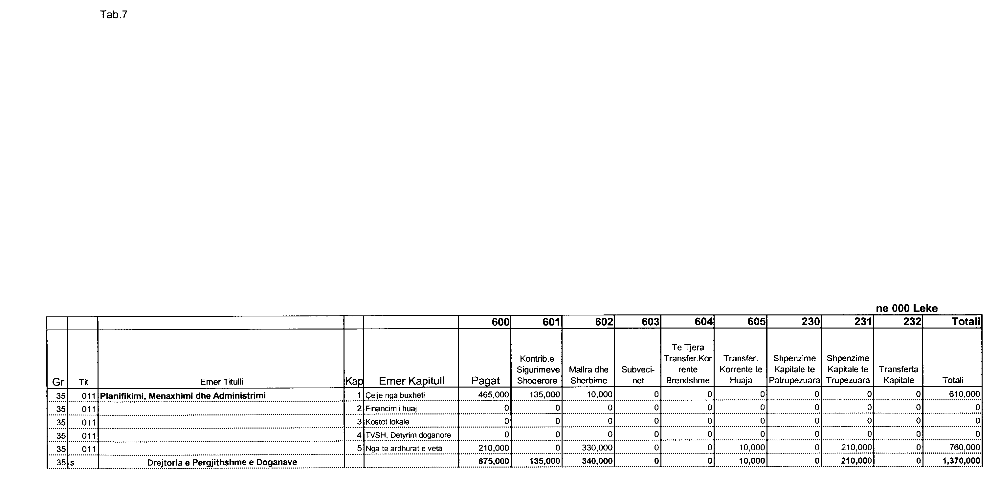 Tab.7
ne 000 Leke
600 601 602 603 604 605 230 231 232 Totali
Te Tjera
Kontrib.e Transfer.Kor Transfer. Shpenzime Shpenzime
Sigurimeve Mallra dhe Subveci- rente Korrente te Kapitale te Kapitale te Transferta
Gr Tit Emer Titulli Kap Emer Kapitull Pagat Shoqerore Sherbime net Brendshme Huaja Patrupezuara Trupezuara Kapitale Totali
35 011 Planifikimi, Menaxhimi dhe Administrimi 1 Çelje nga buxheti 465,000 135,000 10,000 0 0 0 0 0 0 610,000
35 011 2 Financim i huaj 0 0 0 0 0 0 0 0 0 0
35 011 3 Kostot lokale 0 0 0 0 0 0 0 0 0 0
35 011 4 TVSH, Detyrim doganore 0 0 0 0 0 0 0 0 0 0
35 011 5 Nga te ardhurat e veta 210,000 0 330,000 0 0 10,000 0 210,000 0 760,000
35 s Drejtoria e Pergjithshme e Doganave 675,000 135,000 340,000 0 0 10,000 0 210,000 0 1,370,000